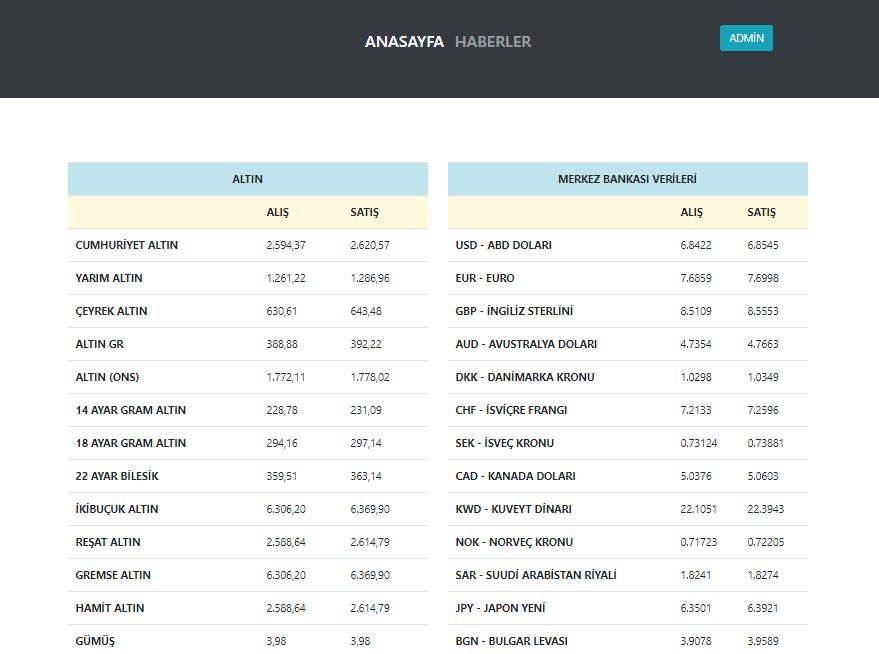 ANASAYFA HABERLER ADMİN
ALTIN
ALIŞ SATIŞ
CUMHURİYET ALTIN 2.594,37 2.620,57
YARIM ALTIN 1.261,22 1.286,96
ÇEYREK ALTIN 630,61 643,48
ALTIN GR 388,88 392,22
ALTIN (ONS) 1.772,11 1.778,02
14 AYAR GRAM ALTIN 228,78 231,09
18 AYAR GRAM ALTIN 294,16 297,14
22 AYAR BİLESİK 359,51 363,14
İKİBUÇUK ALTIN 6.306,20 6.369,90
REŞAT ALTIN 2.588,64 2.614,79
GREMSE ALTIN 6.306,20 6.369,90
HAMİT ALTIN 2.588,64 2.614,79
GÜMÜŞ 3,98 3,98
MERKEZ BANKASI VERİLERİ
ALIŞ SATIŞ
USD - ABD DOLARI 6.8422 6.8545
EUR - EURO 7.6859 7.6998
GBP - İNGİLİZ STERLİNİ 8.5109 8.5553
AUD - AVUSTRALYA DOLARI 4.7354 4.7663
DKK - DANİMARKA KRONU 1.0298 1.0349
CHF - İSVİÇRE FRANGI 7.2133 7.2596
SEK - İSVEÇ KRONU 0.73124 0.73881
CAD - KANADA DOLARI 5.0376 5.0603
KWD - KUVEYT DİNARI 22.1051 22.3943
NOK - NORVEÇ KRONU 0.71723 0.72205
SAR - SUUDİ ARABİSTAN RİYALİ 1.8241 1.8274
JPY - JAPON YENİ 6.3501 6.3921
BGN - BULGAR LEVASI 3.9078 3.9589